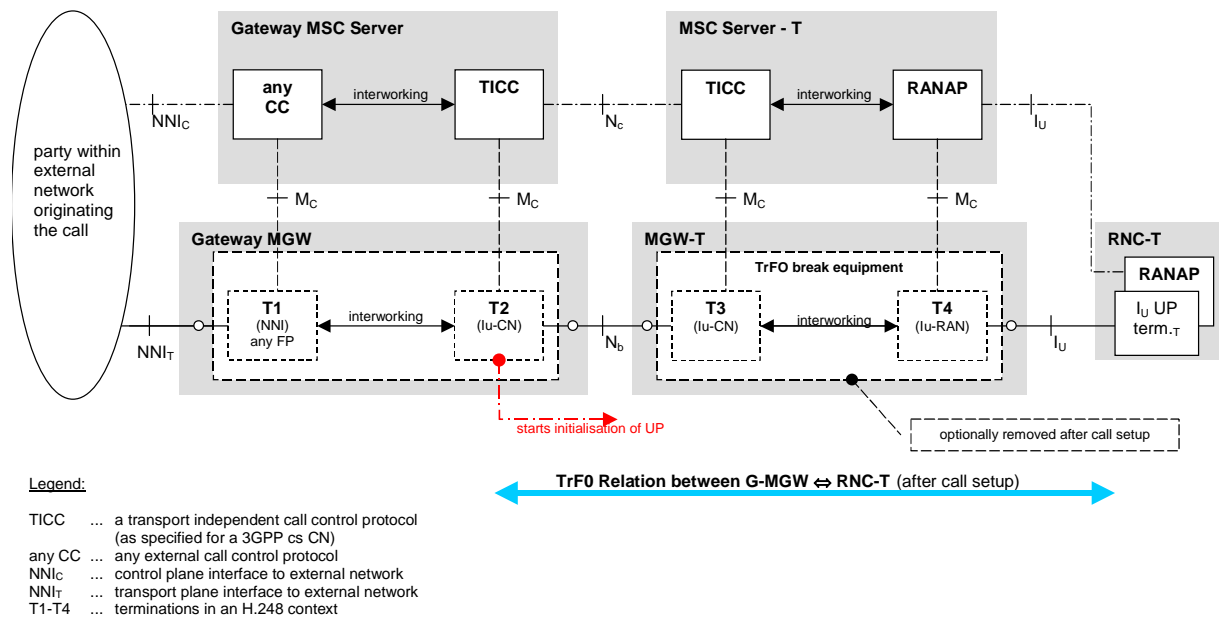 Gateway MSC Server
MSC Server - T
any
CC
interworking
TICC
TICC
interworking
RANAP
NNIC
NC
IU
party within
external
network
originating
the call
MC
MC
MC
MC
Gateway MGW
MGW-T
RNC-T
TrFO break equipment
RANAP
T1
(NNI)
any FP
interworking
T2
(Iu-CN)
T3
(Iu-CN)
interworking
T4
(Iu-RAN)
IU UP
term.T
NNIT
Nb
IU
starts initialisation of UP
optionally removed after call setup
TrF0 Relation between G-MGW ⇔ RNC-T (after call setup)
Legend:
TICC ... a transport independent call control protocol
(as specified for a 3GPP cs CN)
any CC ... any external call control protocol
NNIC ... control plane interface to external network
NNIT ... transport plane interface to external network
T1-T4 ... terminations in an H.248 context